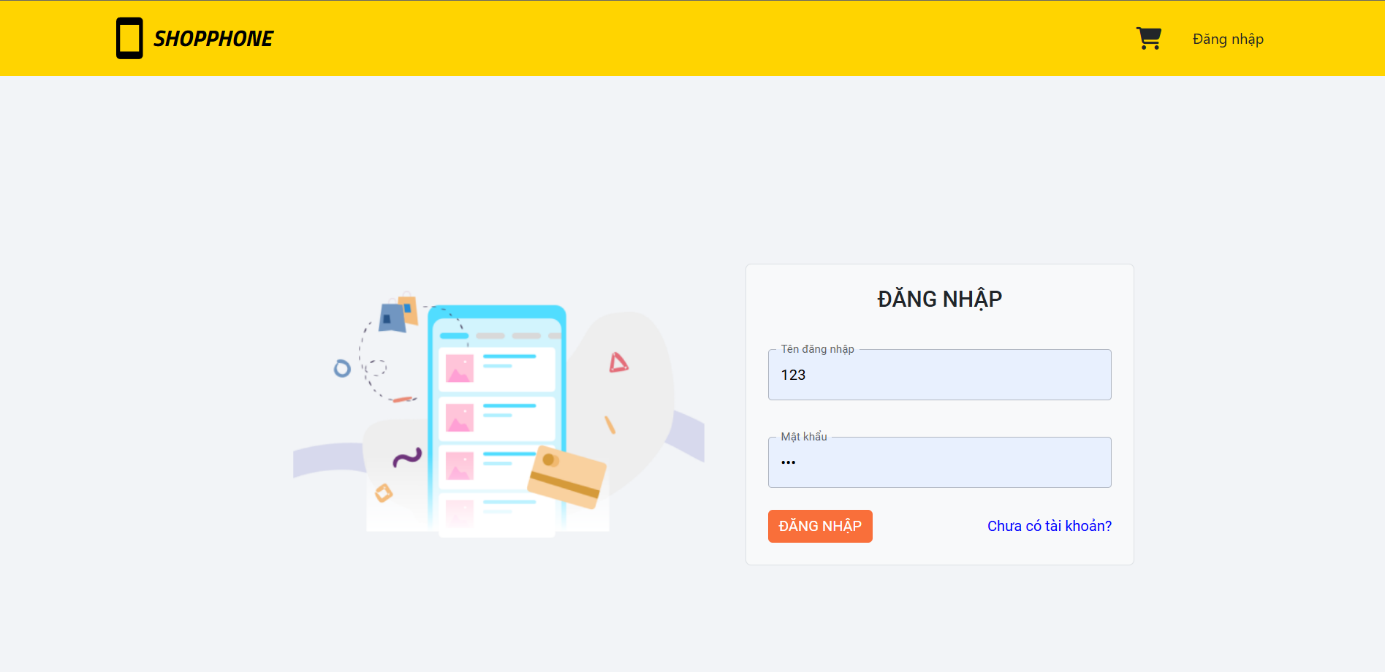 SHOPPHONE
Đăng nhập
ĐĂNG NHẬP
Tên đăng nhập
123
Mật khẩu
•••
ĐĂNG NHẬP
Chưa có tài khoản?